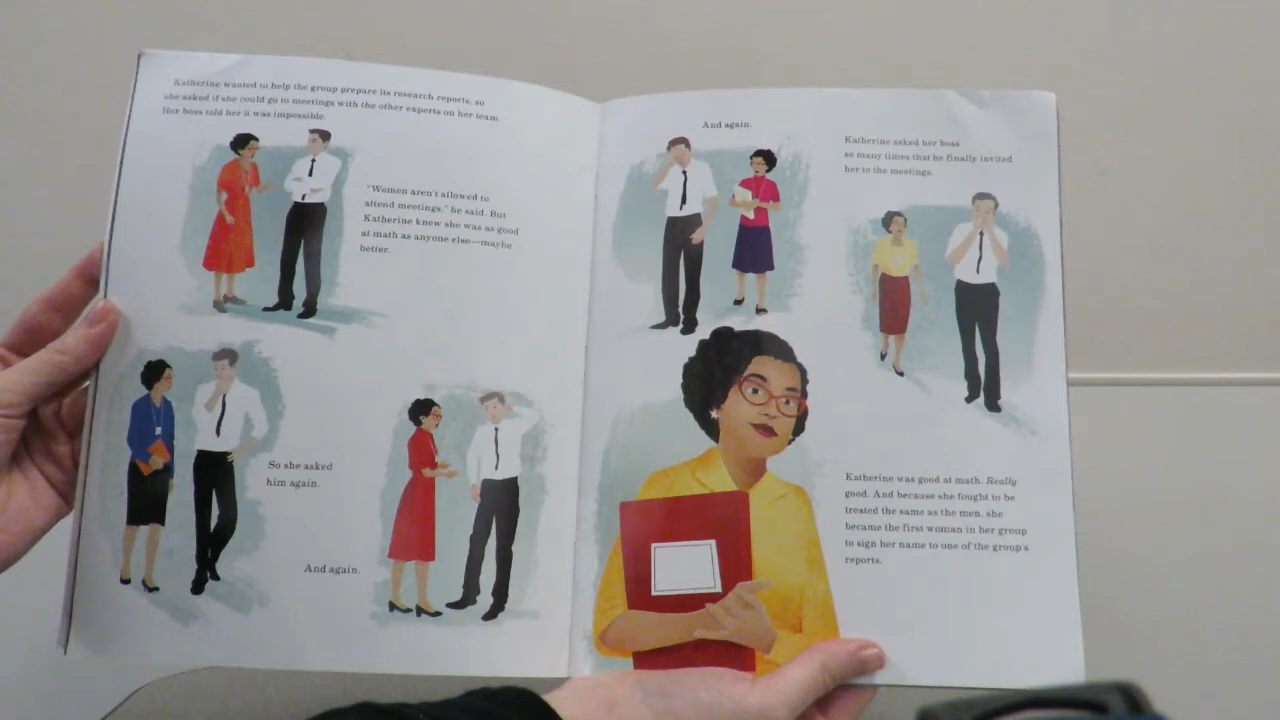 Katherine wanted to help the group prepare its research reports, so
she asked if she could go to meetings with the other experts on her team.
Her boss told her it was impossible.
"Women aren't allowed to
attend meetings," he said. But
Katherine knew she was as good
at math as anyone else—maybe
better.
So she asked
him again.
And again.
And again.
Katherine asked her boss
so many times that he finally invited
her to the meetings.
Katherine was good at math. Really
good. And because she fought to be
treated the same as the men, she
became the first woman in her group
to sign her name to one of the group's
reports.